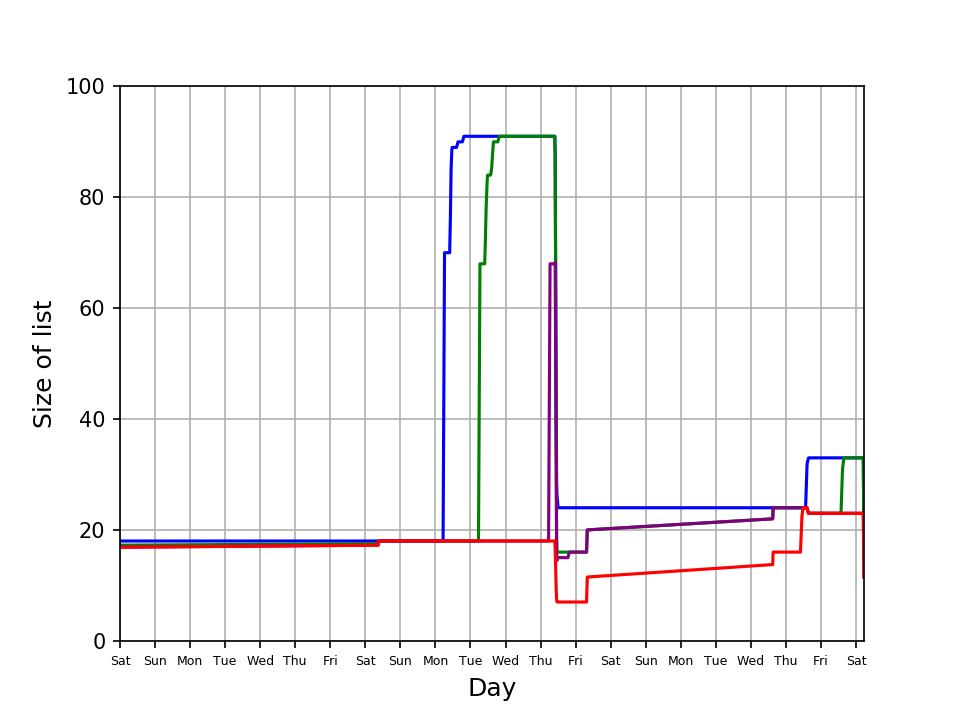 100
80
60
40
20
0
Size of list
Sat Sun Mon Tue Wed Thu Fri Sat Sun Mon Tue Wed Thu Fri Sat Sun Mon Tue Wed Thu Fri Sat
Day